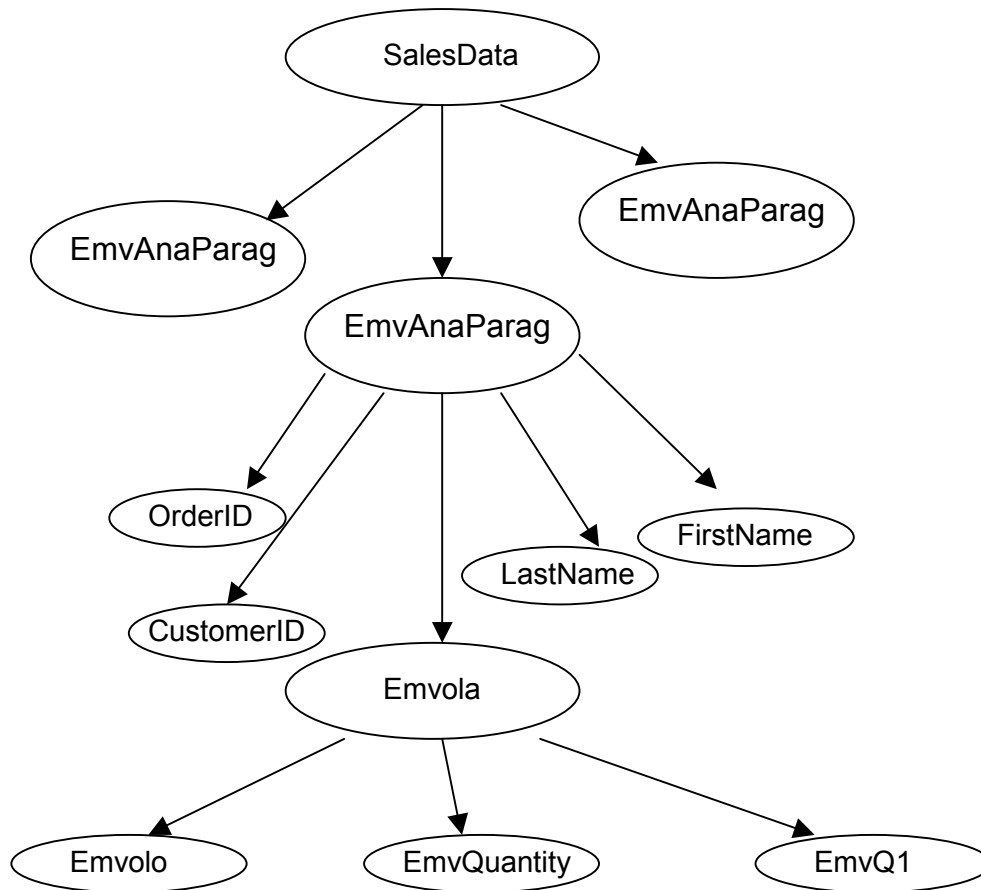 SalesData
EmvAnaParag
EmvAnaParag
EmvAnaParag
OrderID
FirstName
LastName
CustomerID
Emvola
Emvolo
EmvQuantity
EmvQ1